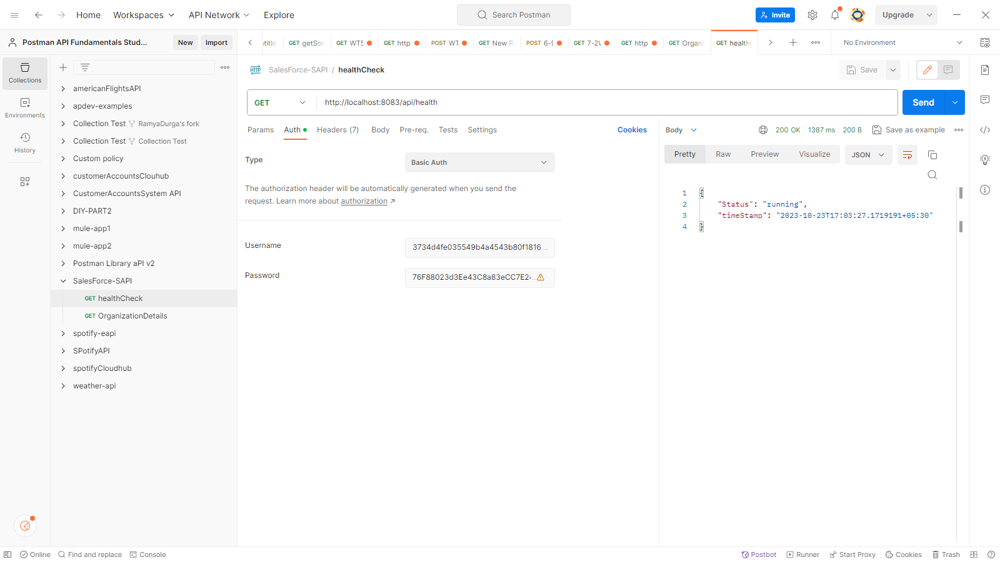 Home Workspaces API Network Explore Search Postman Invite Upgrade
Postman API Fundamentals Stud... New Import
GET getSo GET WT5 GET http POST WT GET New R POST 6-9 GET 7-2 GET http GET Organi GET health No Environment
Collections
Environments
History
americanFlightsAPI
apdev-examples
Collection Test RamyaDurga's fork
Collection Test Collection Test
Custom policy
customerAccountsClouhub
CustomerAccountsSystem API
DIY-PART2
mule-app1
mule-app2
Postman Library aPI v2
SalesForce-SAPI
GET healthCheck
GET OrganizationDetails
spotify-eapi
SPotifyAPI
spotifyCloudhub
weather-api
HTTP SalesForce-SAPI / healthCheck Save
GET http://localhost:8083/api/health Send
Params Auth Headers (7) Body Pre-req. Tests Settings Cookies
Type Basic Auth
The authorization header will be automatically generated when you send the
request. Learn more about authorization ↗
Username 3734d4fe035549b4a4543b80f1816...
Password 76F88023d3Ee43C8a83eCC7E24...
Body 200 OK 1387 ms 200 B Save as example
Pretty Raw Preview Visualize JSON
1 {
2 "Status": "running",
3 "timeStamp": "2023-10-23T17:03:27.1719191+05:30"
4 }
Online Find and replace Console Postbot Runner Start Proxy Cookies Trash